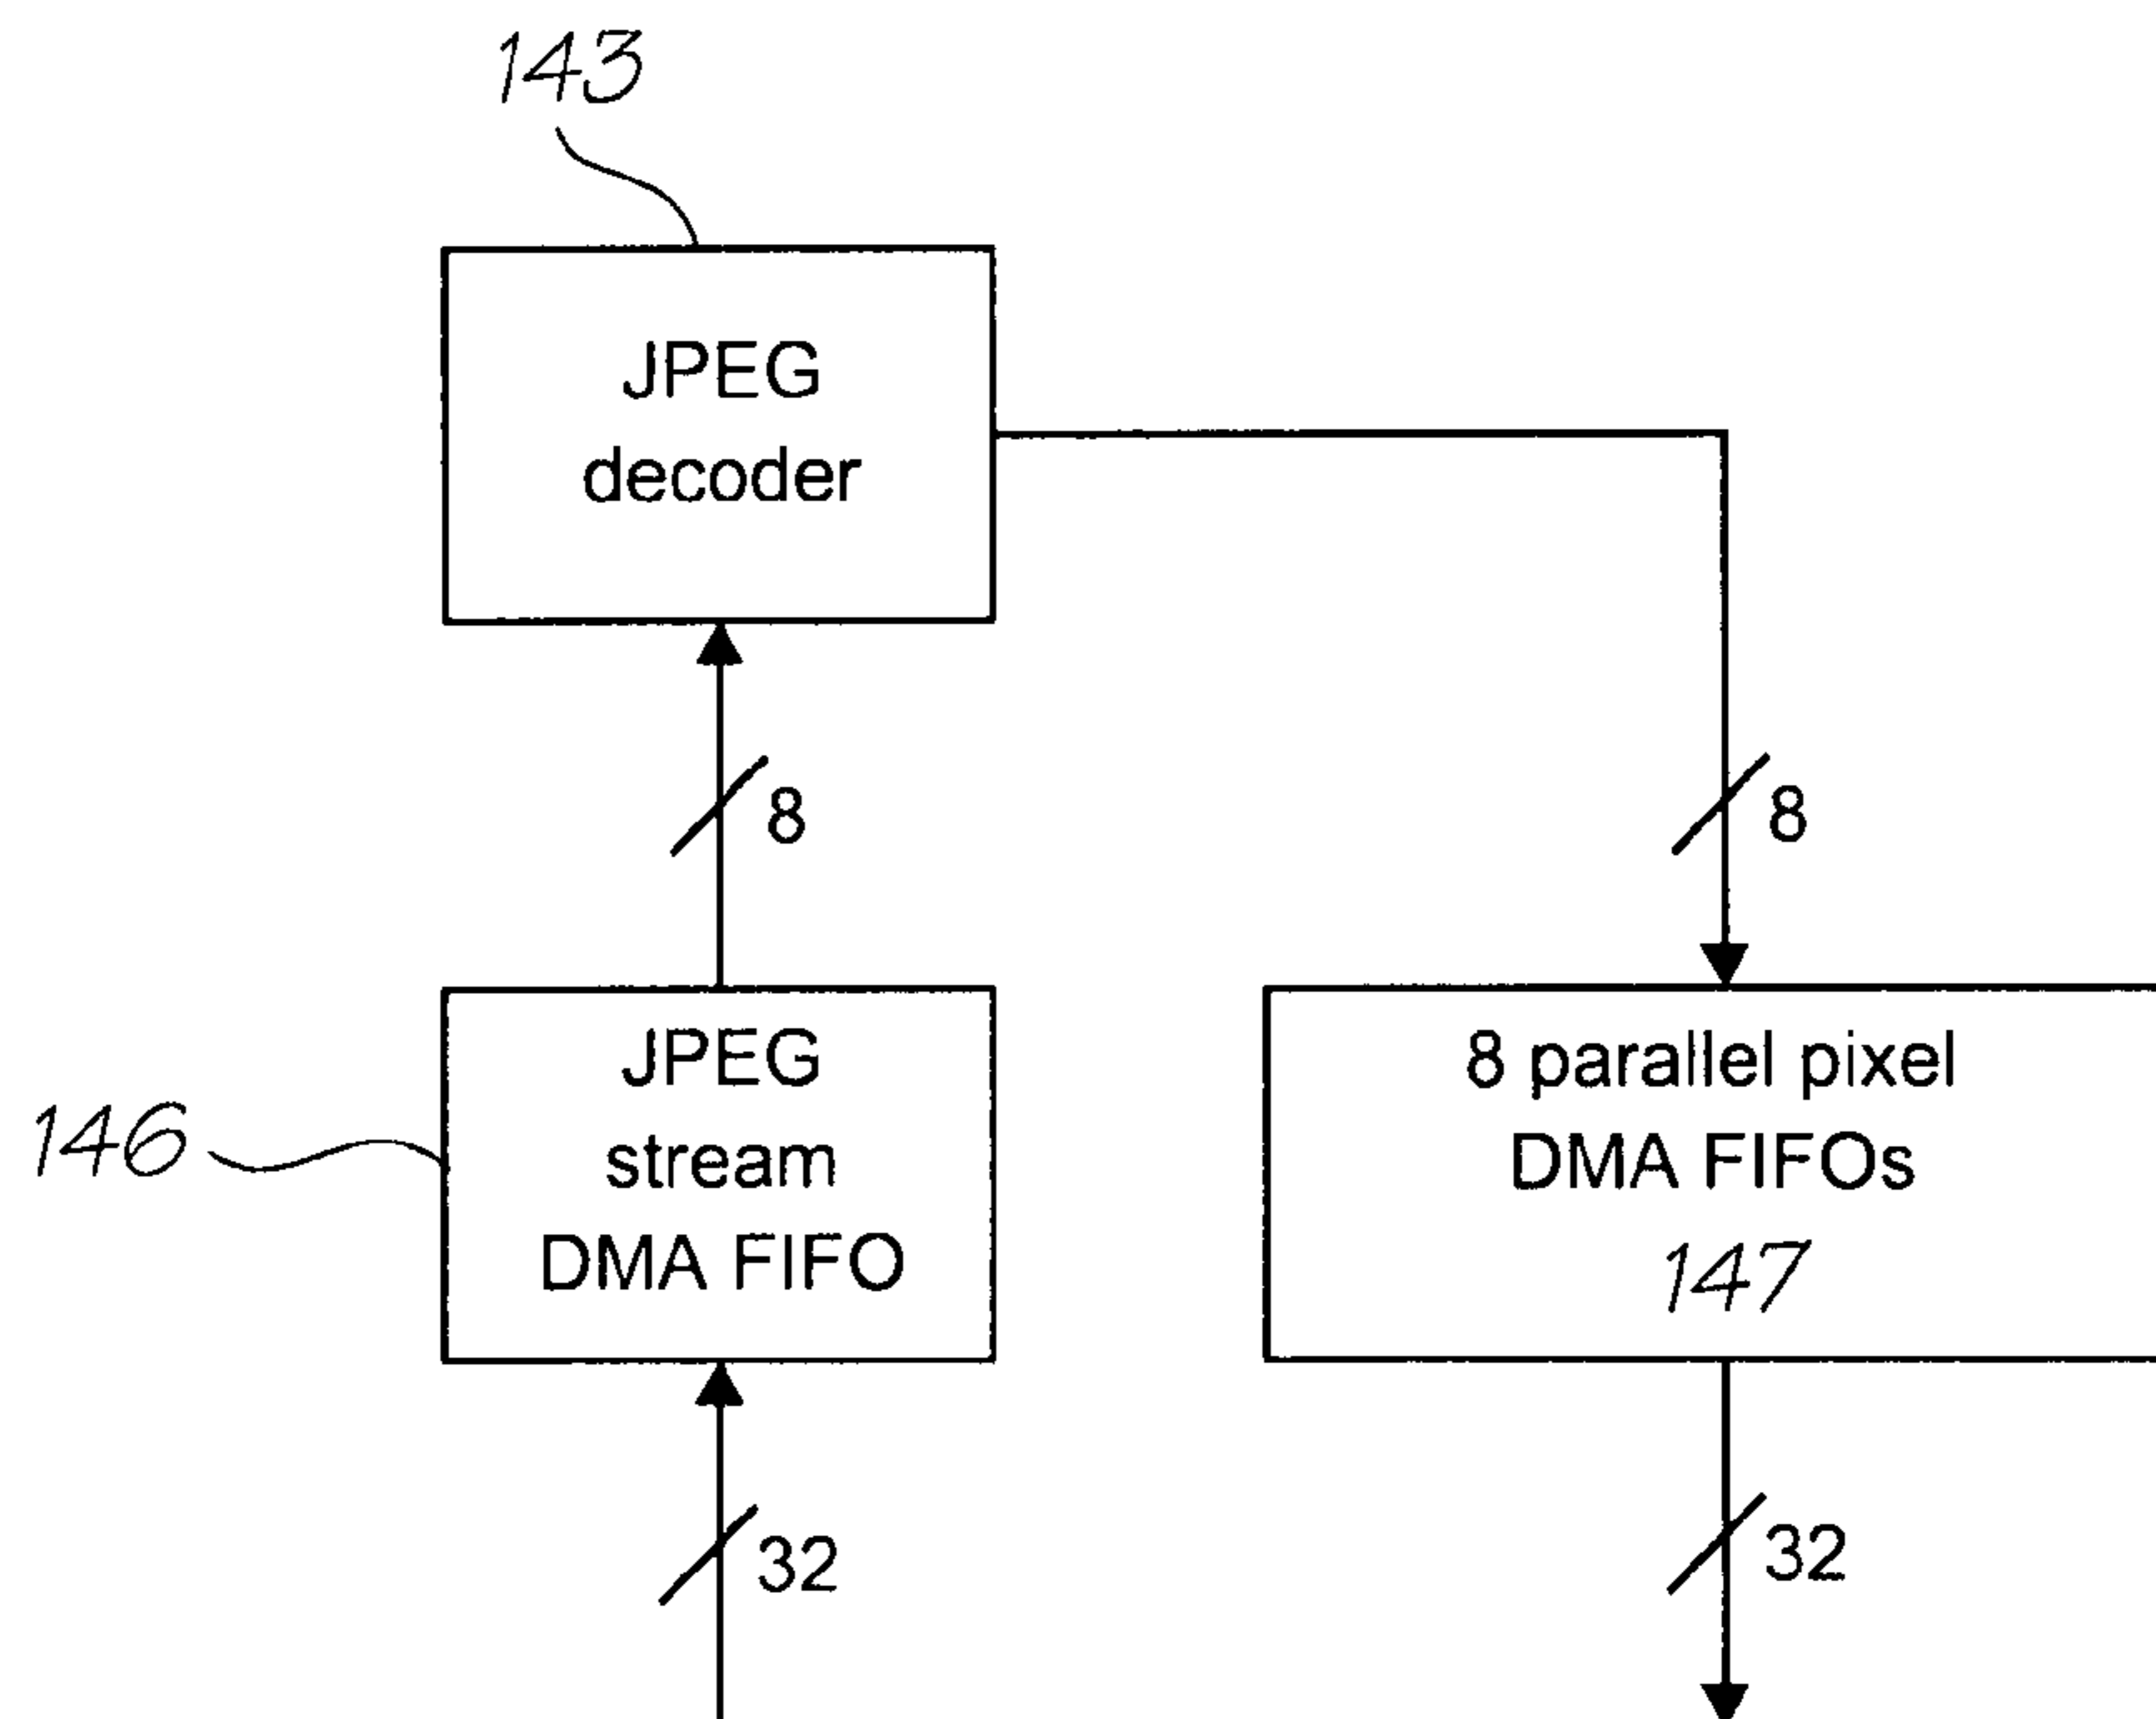 143
JPEG
decoder
8
8
JPEG
stream
DMA FIFO
146
8 parallel pixel
DMA FIFOs
147
32
32